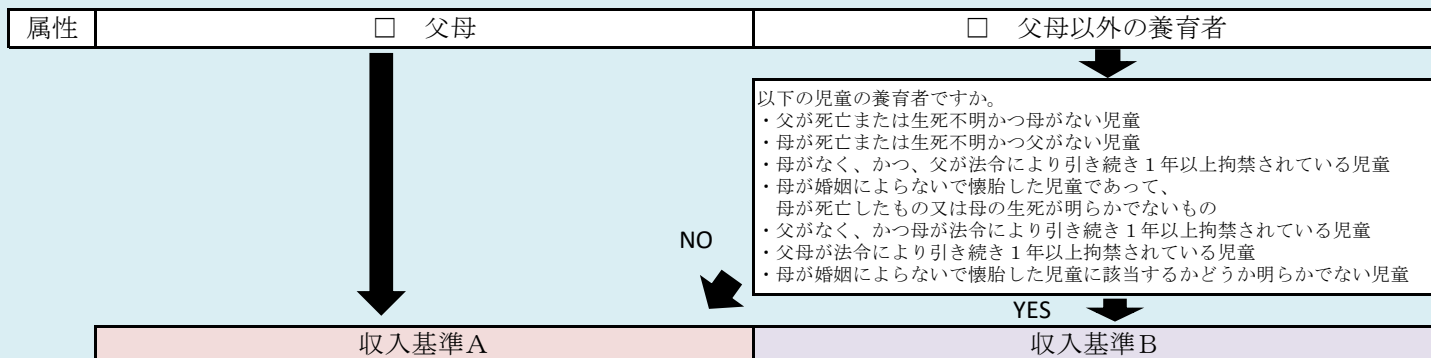 属性 □ 父母 □ 父母以外の養育者
以下の児童の養育者ですか。
・父が死亡または生死不明かつ母がない児童
・母が死亡または生死不明かつ父がない児童
・母がなく、かつ、父が法令により引き続き１年以上拘禁されている児童
・母が婚姻によらないで懐胎した児童であって、
母が死亡したもの又は母の生死が明らかでないもの
・父がなく、かつ母が法令により引き続き１年以上拘禁されている児童
・父母が法令により引き続き１年以上拘禁されている児童
・母が婚姻によらないで懐胎した児童に該当するかどうか明らかでない児童
NO
YES
収入基準Ａ 収入基準Ｂ